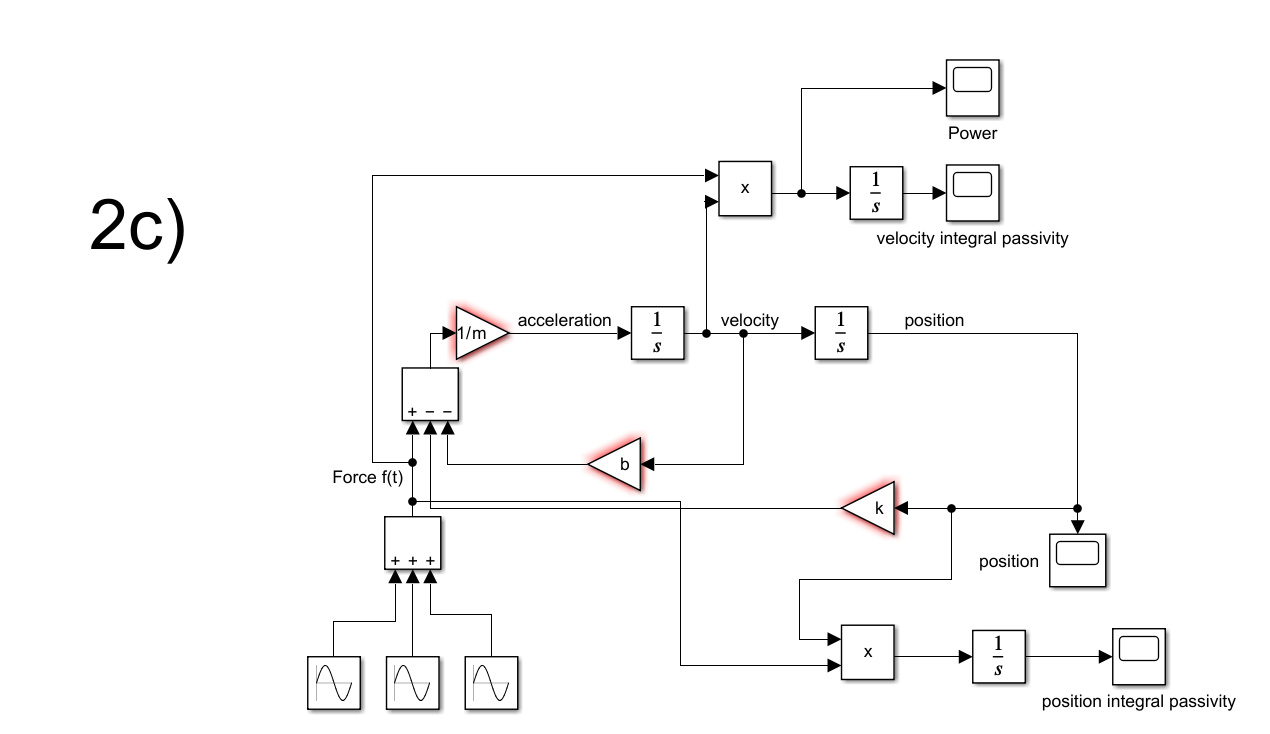 Power
x
1
s
velocity integral passivity
2c)
1/m
acceleration
1
s
velocity
1
s
position
+ − −
b
Force f(t)
k
+ + +
position
x
1
s
position integral passivity